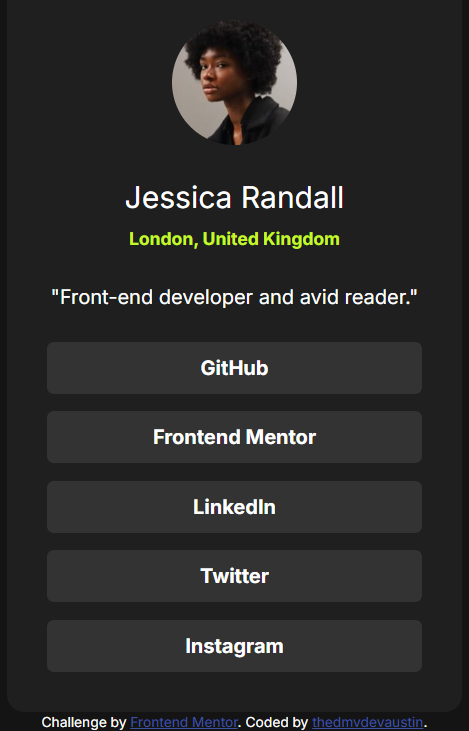 Jessica Randall
London, United Kingdom
"Front-end developer and avid reader."
GitHub
Frontend Mentor
LinkedIn
Twitter
Instagram
Challenge by Frontend Mentor. Coded by thedmvdevaustin.